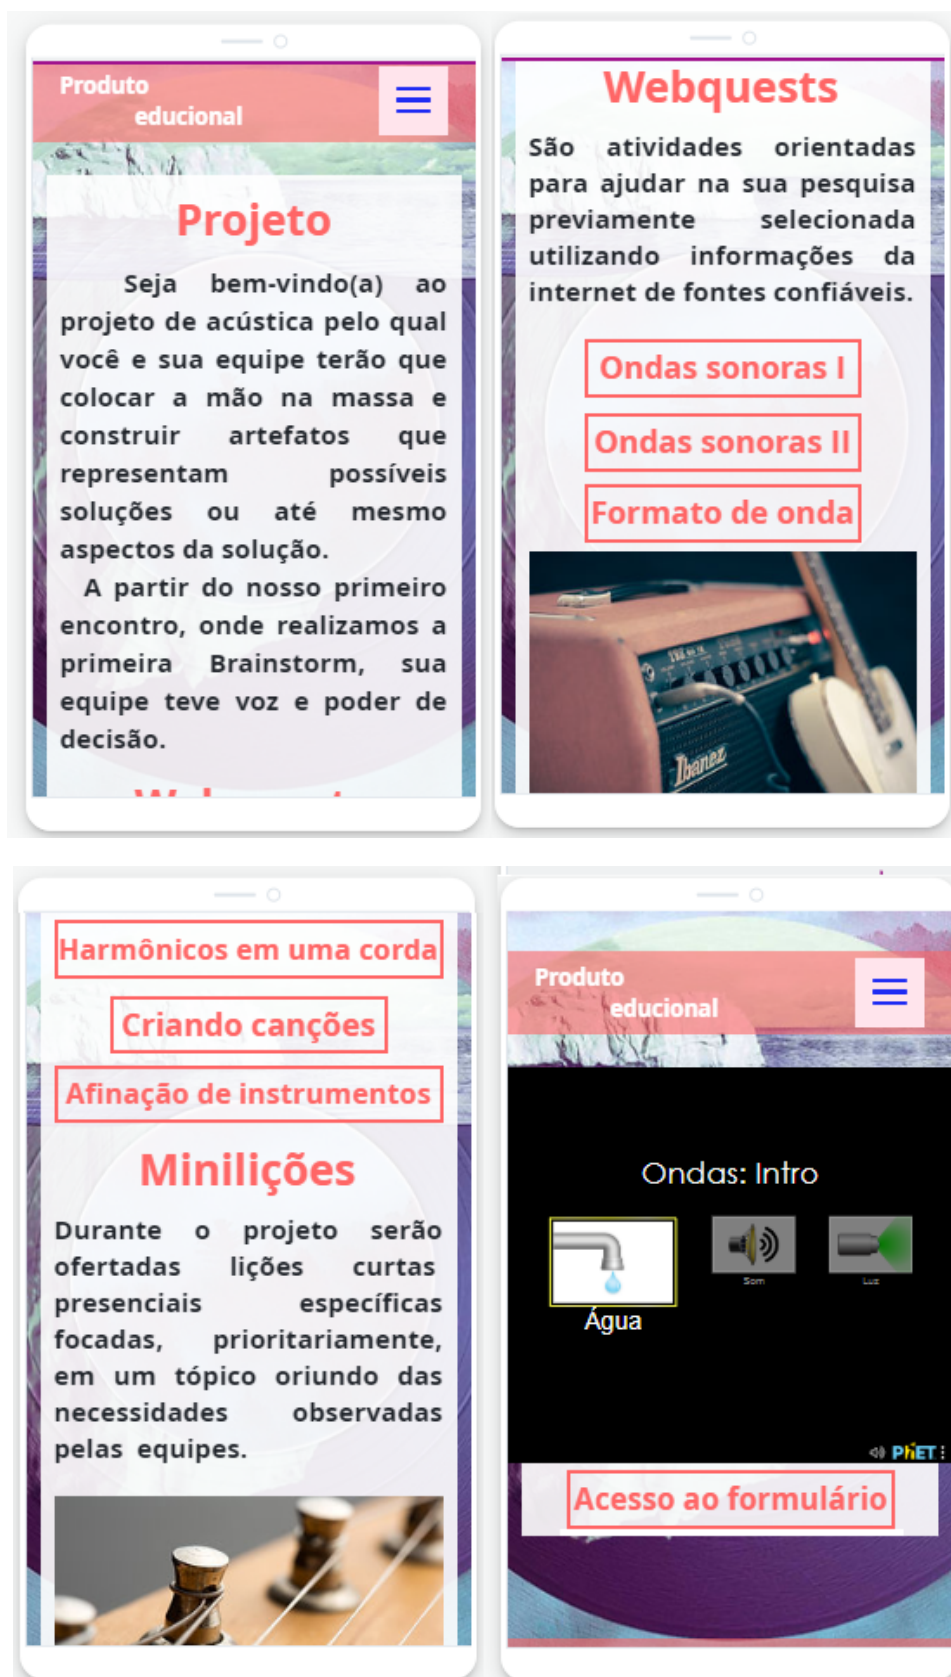 Produto
educional
Projeto
Seja bem-vindo(a) ao
projeto de acústica pelo qual
você e sua equipe terão que
colocar a mão na massa e
construir artefatos que
representam possíveis
soluções ou até mesmo
aspectos da solução.
A partir do nosso primeiro
encontro, onde realizamos a
primeira Brainstorm, sua
equipe teve voz e poder de
decisão.
Webquests
São atividades orientadas
para ajudar na sua pesquisa
previamente selecionada
utilizando informações da
internet de fontes confiáveis.
Ondas sonoras I
Ondas sonoras II
Formato de onda
Ibanez
Harmônicos em uma corda
Criando canções
Afinação de instrumentos
Minilições
Durante o projeto serão
ofertadas lições curtas
presenciais específicas
focadas, prioritariamente,
em um tópico oriundo das
necessidades observadas
pelas equipes.
Produto
educional
Ondas: Intro
Água
Som
Luz
PhET
Acesso ao formulário